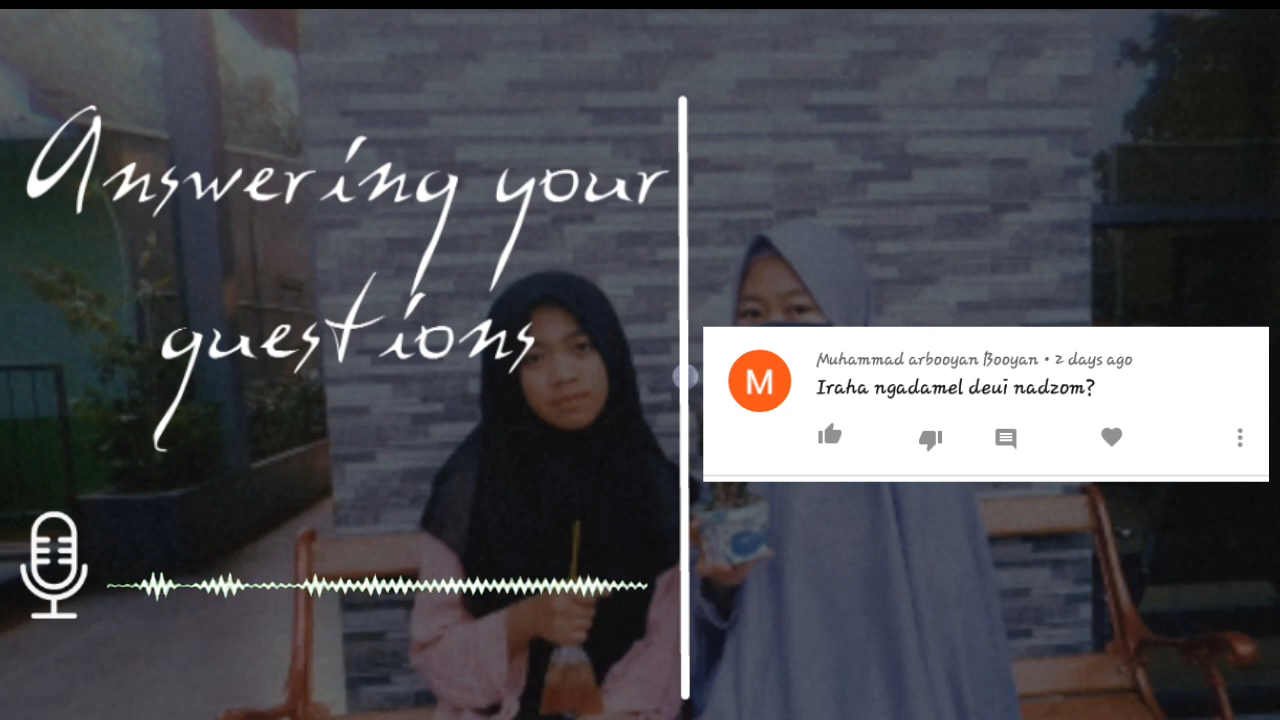 Answering your
questions
M
Muhammad arbooyan Booyan • 2 days ago
Iraha ngadamel deui nadzom?